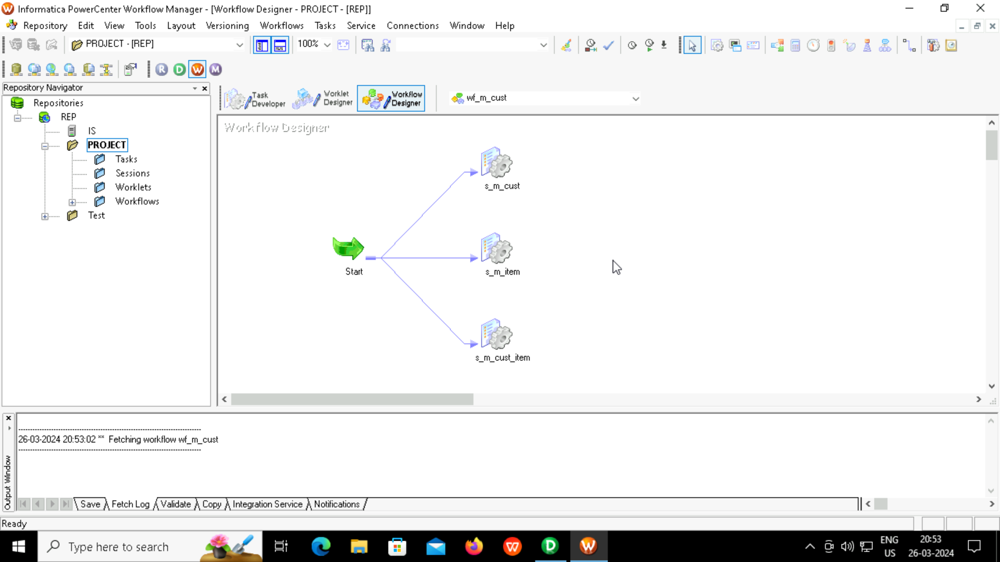 Informatica PowerCenter Workflow Manager - [Workflow Designer - PROJECT - [REP]]
Repository Edit View Tools Layout Versioning Workflows Tasks Service Connections Window Help
PROJECT - [REP]
100%
R D W M
Repository Navigator
Repositories
REP
IS
PROJECT
Tasks
Sessions
Worklets
Workflows
Test
Task Developer
Worklet Designer
Workflow Designer
wf_m_cust
Workflow Designer
s_m_cust
Start
s_m_item
s_m_cust_item
26-03-2024 20:53:02 ** Fetching workflow wf_m_cust
Output Window
Save Fetch Log Validate Copy Integration Service Notifications
Ready
Type here to search
ENG
US
20:53
26-03-2024